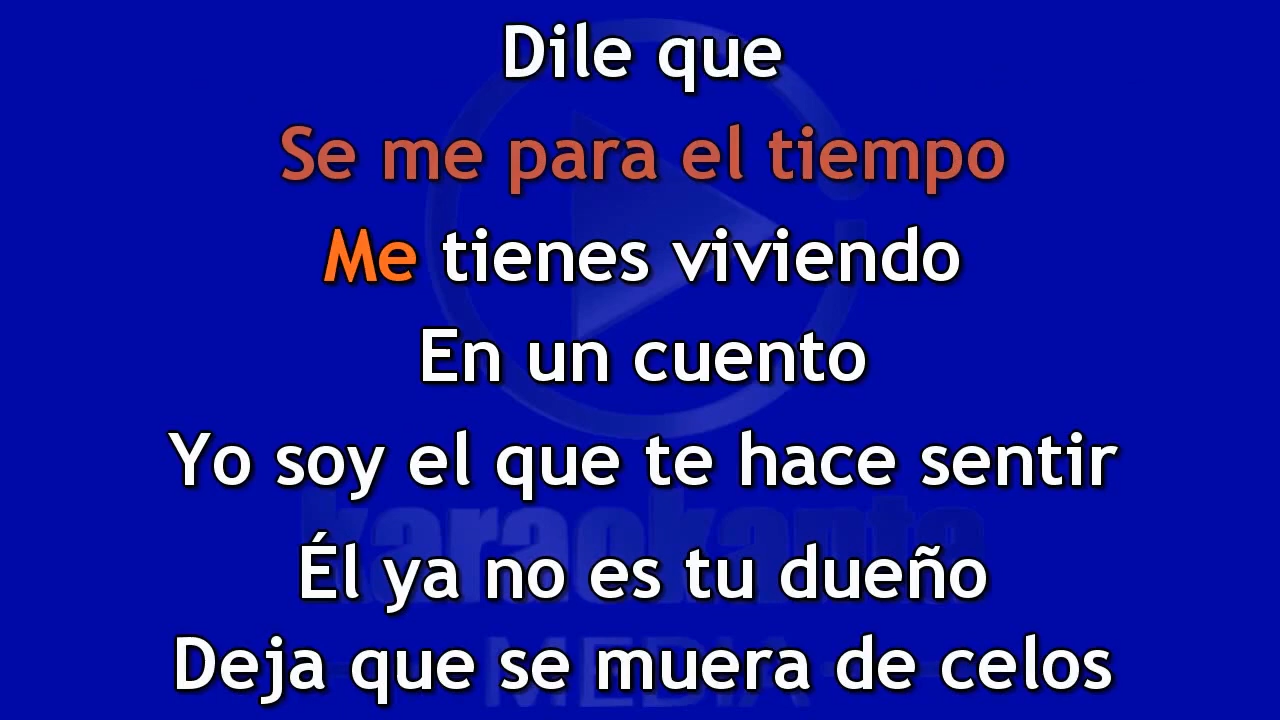 Dile que
Se me para el tiempo
Me tienes viviendo
En un cuento
Yo soy el que te hace sentir
karaokanto
Él ya no es tu dueño
MEDIA
Deja que se muera de celos